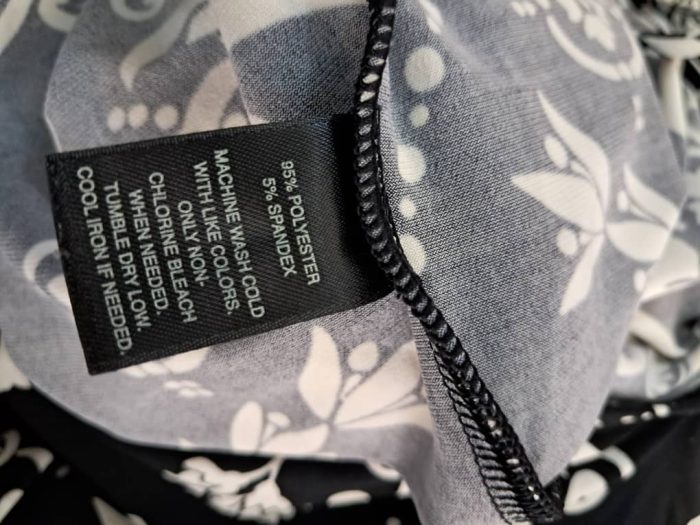 95% POLYESTER
5% SPANDEX
MACHINE WASH COLD
WITH LIKE COLORS.
ONLY NON-
CHLORINE BLEACH
WHEN NEEDED.
TUMBLE DRY LOW.
COOL IRON IF NEEDED.